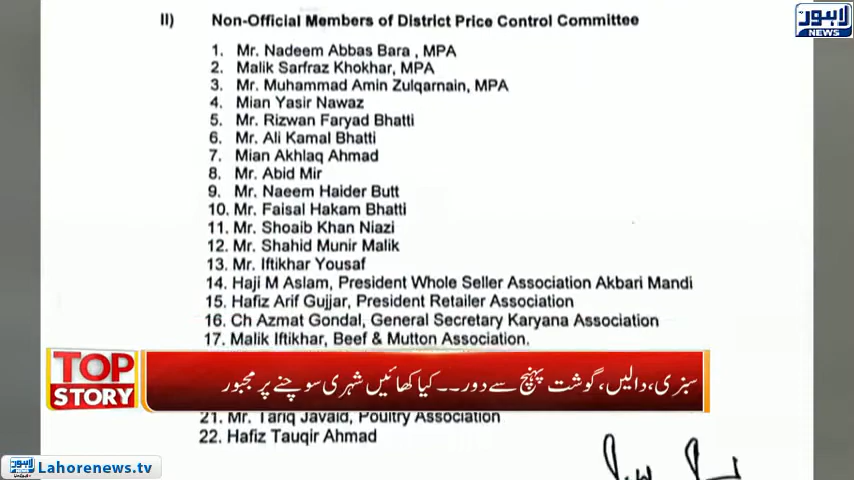 II) Non-Official Members of District Price Control Committee
لاہور
NEWS
1. Mr. Nadeem Abbas Bara , MPA
2. Malik Sarfraz Khokhar, MPA
3. Mr. Muhammad Amin Zulqarnain, MPA
4. Mian Yasir Nawaz
5. Mr. Rizwan Faryad Bhatti
6. Mr. Ali Kamal Bhatti
7. Mian Akhlaq Ahmad
8. Mr. Abid Mir
9. Mr. Naeem Haider Butt
10. Mr. Faisal Hakam Bhatti
11. Mr. Shoaib Khan Niazi
12. Mr. Shahid Munir Malik
13. Mr. Iftikhar Yousaf
14. Haji M Aslam, President Whole Seller Association Akbari Mandi
15. Hafiz Arif Gujjar, President Retailer Association
16. Ch Azmat Gondal, General Secretary Karyana Association
17. Malik Iftikhar, Beef & Mutton Association.
TOP STORY
سبزی، دالیں، گوشت پہنچ سے دور۔۔۔کیا کھائیں شہری سوچنے پر مجبور
21. Mr. Tariq Javaid, Poultry Association
22. Hafiz Tauqir Ahmad
Lahorenews.tv